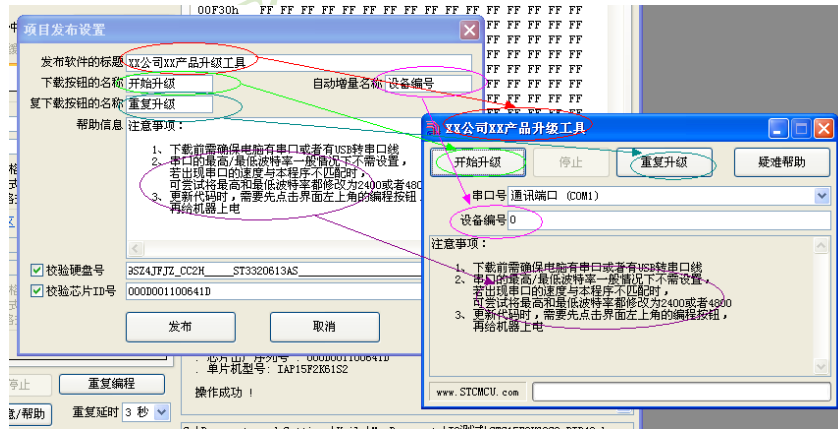 00F30h FF FF FF FF FF FF FF FF FF FF FF FF FF FF FF FF
项目发布设置
发布软件的标题 XX公司XX产品升级工具
下载按钮的名称 开始升级 自动增量名称 设备编号
复下载按钮的名称 重复升级
帮助信息 注意事项：
1、下载前需确保电脑有串口或者有USB转串口线
2、串口的最高/最低波特率一般情况下不需设置，
若出现串口的速度与本程序不匹配时，
可尝试将最高和最低波特率都修改为2400或者480
3、更新代码时，需要先点击界面左上角的编程按钮
再给机器上电
校验硬盘号 9SZ4JFJZ_CC2H_____ST3320613AS
校验芯片ID号 000D001100641D
发布 取消
XX公司XX产品升级工具
开始升级 停止 重复升级 疑难帮助
串口号 通讯端口 (COM1)
设备编号 0
注意事项：
1、下载前需确保电脑有串口或者有USB转串口线
2、串口的最高/最低波特率一般情况下不需设置，
若出现串口的速度与本程序不匹配时，
可尝试将最高和最低波特率都修改为2400或者4800
3、更新代码时，需要先点击界面左上角的编程按钮，
再给机器上电
www.STCMCU.com
. 芯片出厂序列号 : 000D001100641D
. 单片机型号: IAP15F2K61S2
操作成功 !
停止 重复编程
/帮助 重复延时 3 秒